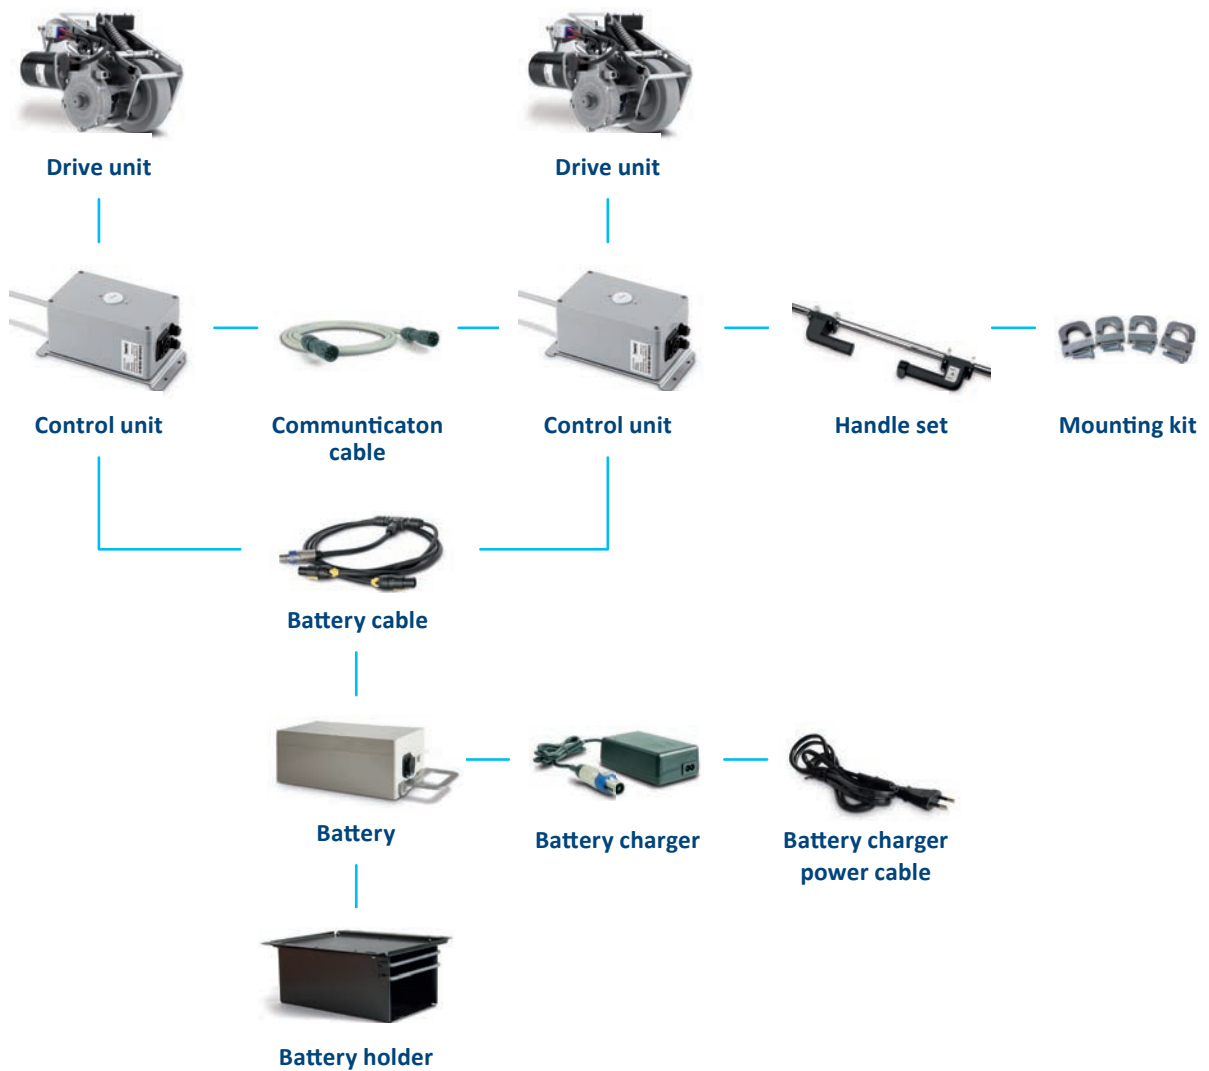 Drive unit
Drive unit
Control unit
Communticaton
cable
Control unit
Handle set
Mounting kit
Battery cable
Battery
Battery charger
Battery charger
power cable
Battery holder